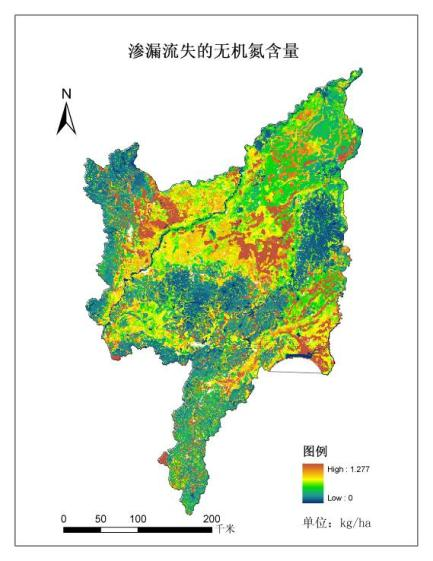 渗漏流失的无机氮含量
N
图例
High : 1.277
Low : 0
单位：kg/ha
0 50 100 200
千米